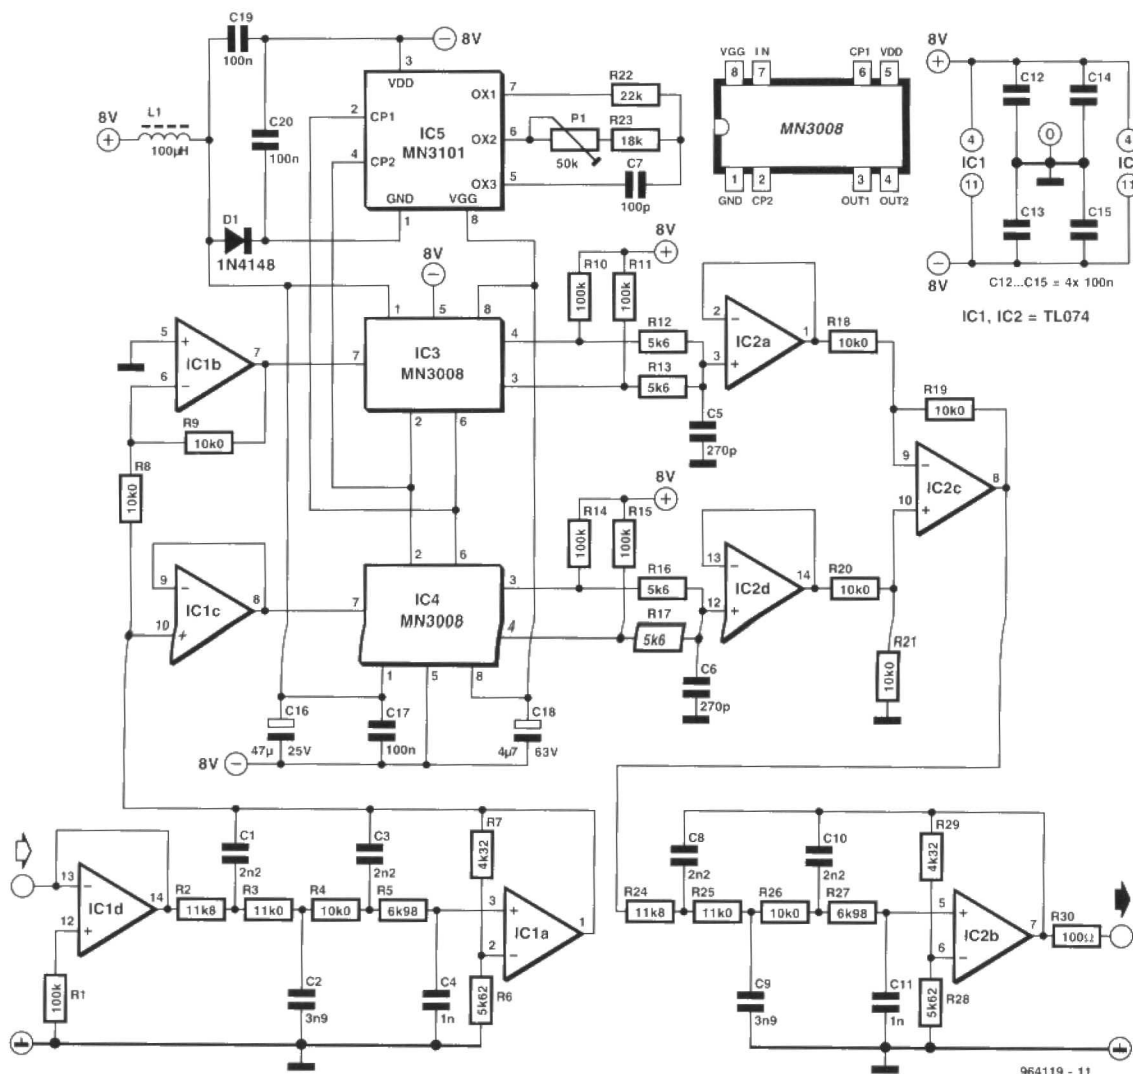 C19
100n
8V
3
VDD
2
CP1
IC5
MN3101
4
CP2
GND
VGG
1
8
OX1
7
OX2
6
OX3
5
R22
22k
P1
50k
R23
18k
C7
100p
L1
8V
100µH
C20
100n
D1
1N4148
VGG
IN
CP1
VDD
8
7
6
5
MN3008
1
2
3
4
GND
CP2
OUT1
OUT2
8V
C12
C14
4
IC1
11
0
4
IC
11
C13
C15
8V
C12...C15 = 4x 100n
IC1, IC2 = TL074
8V
R10
100k
R11
100k
8V
1
5
8
IC3
MN3008
7
4
3
2
6
R12
5k6
R13
5k6
C5
270p
2
3
IC2a
1
R18
10k0
R19
10k0
9
10
IC2c
8
5
6
IC1b
7
R9
10k0
R8
10k0
9
10
IC1c
8
8V
R14
100k
R15
100k
2
6
IC4
MN3008
7
3
4
1
5
8
R16
5k6
R17
5k6
C6
270p
13
12
IC2d
14
R20
10k0
R21
10k0
C16
47µ
25V
C17
100n
C18
4µ7
63V
8V
13
12
IC1d
14
R1
100k
R2
11k8
R3
11k0
R4
10k0
R5
6k98
C1
2n2
C3
2n2
C2
3n9
C4
1n
R7
4k32
R6
5k62
3
2
IC1a
1
R24
11k8
R25
11k0
R26
10k0
R27
6k98
C8
2n2
C10
2n2
C9
3n9
C11
1n
R29
4k32
R28
5k62
5
6
IC2b
7
R30
100Ω
964119 - 11